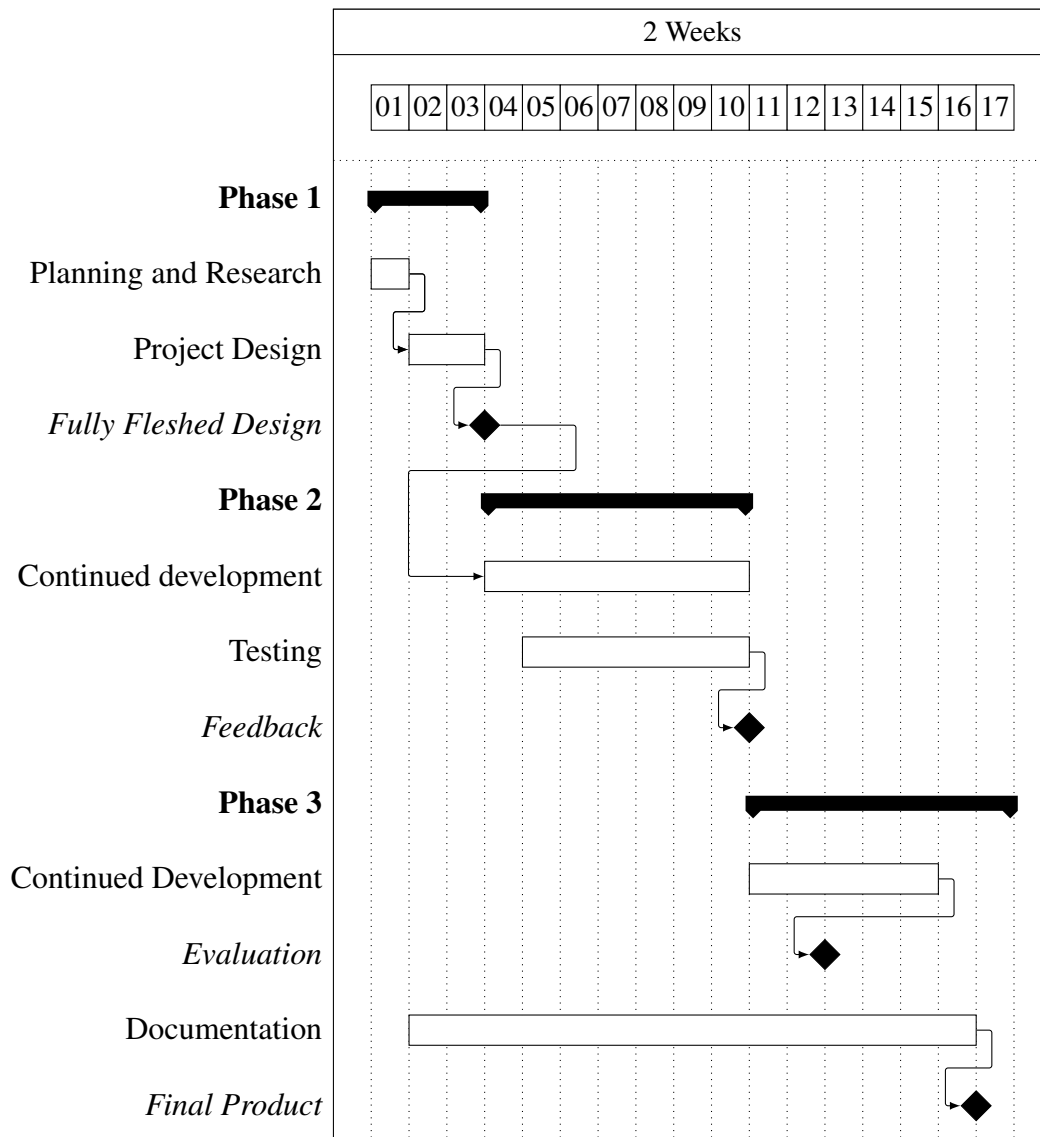 2 Weeks
01 02 03 04 05 06 07 08 09 10 11 12 13 14 15 16 17
Phase 1
Planning and Research
Project Design
Fully Fleshed Design
Phase 2
Continued development
Testing
Feedback
Phase 3
Continued Development
Evaluation
Documentation
Final Product